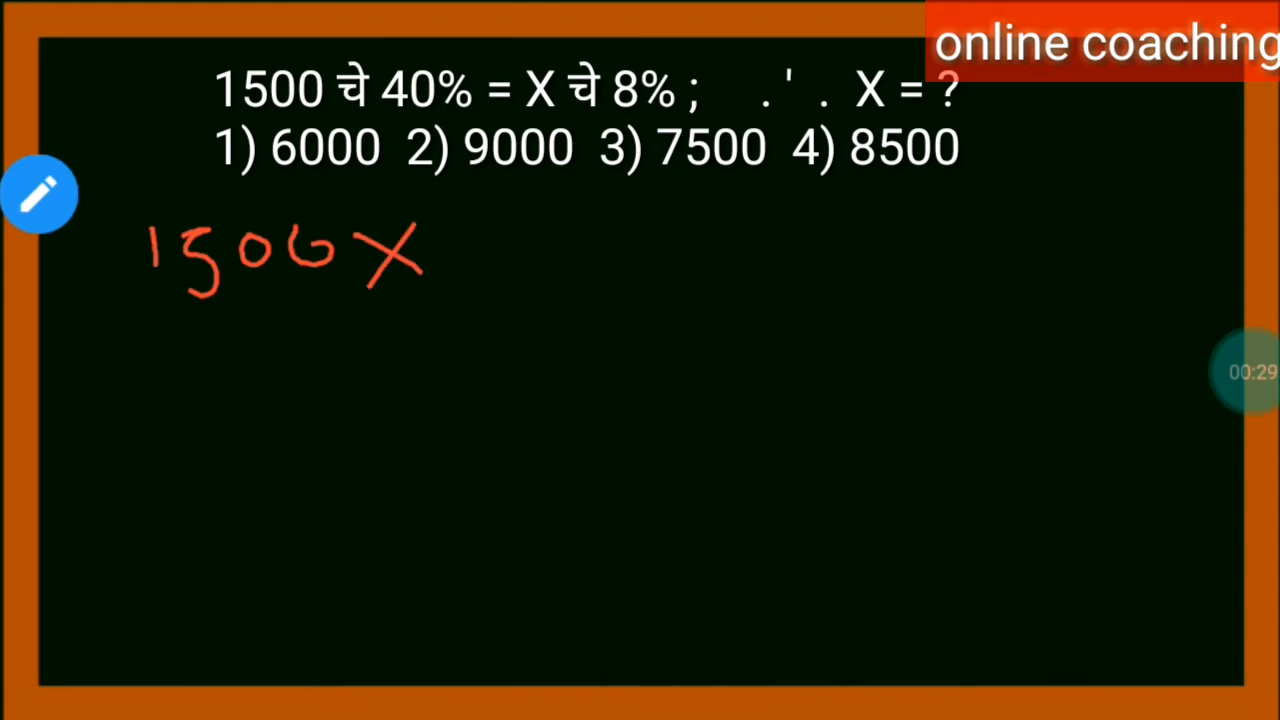 online coaching
1500 चे 40% = X चे 8% ; . ' . X = ?
1) 6000 2) 9000 3) 7500 4) 8500
1500 X
00:29